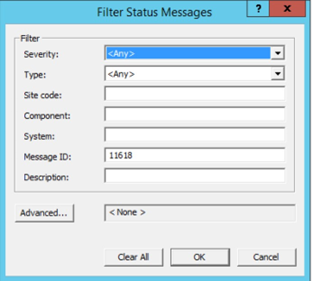 Filter Status Messages
? x
Filter
Severity: <Any>
Type: <Any>
Site code:
Component:
System:
Message ID: 11618
Description:
Advanced... < None >
Clear All OK Cancel